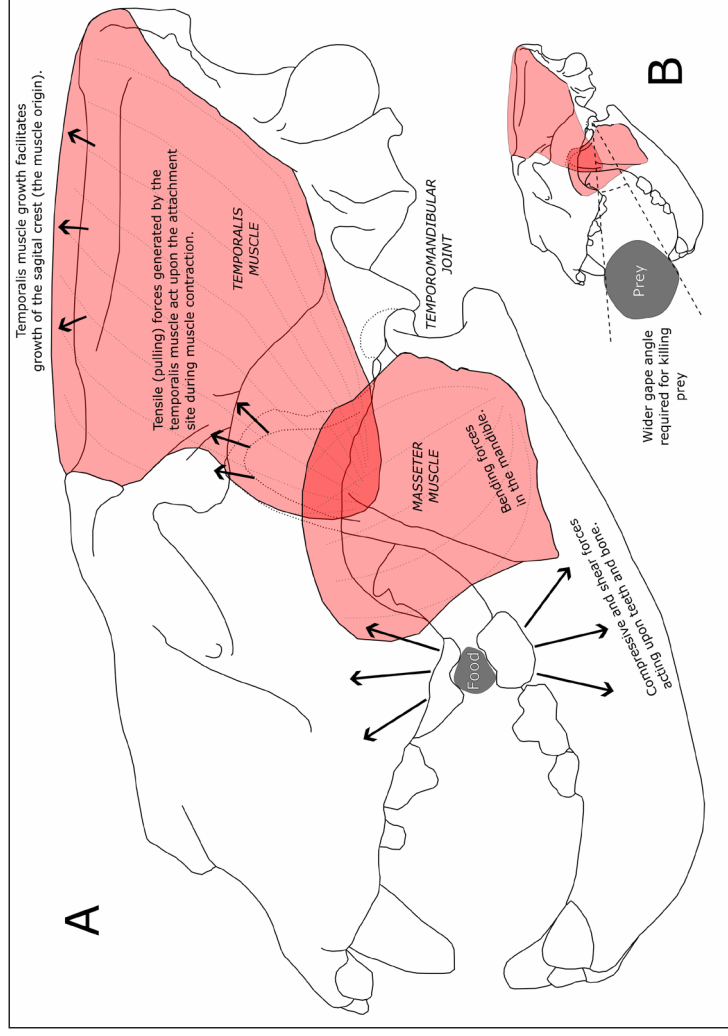 A
Temporalis muscle growth facilitates
growth of the sagital crest (the muscle origin).
Tensile (pulling) forces generated by the
temporalis muscle act upon the attachment
site during muscle contraction.
TEMPORALIS
MUSCLE
TEMPOROMANDIBULAR
JOINT
MASSETER
MUSCLE
Bending forces
in the mandible.
Food
Compressive and shear forces
acting upon teeth and bone.
B
Prey
Wider gape angle
required for killing
prey